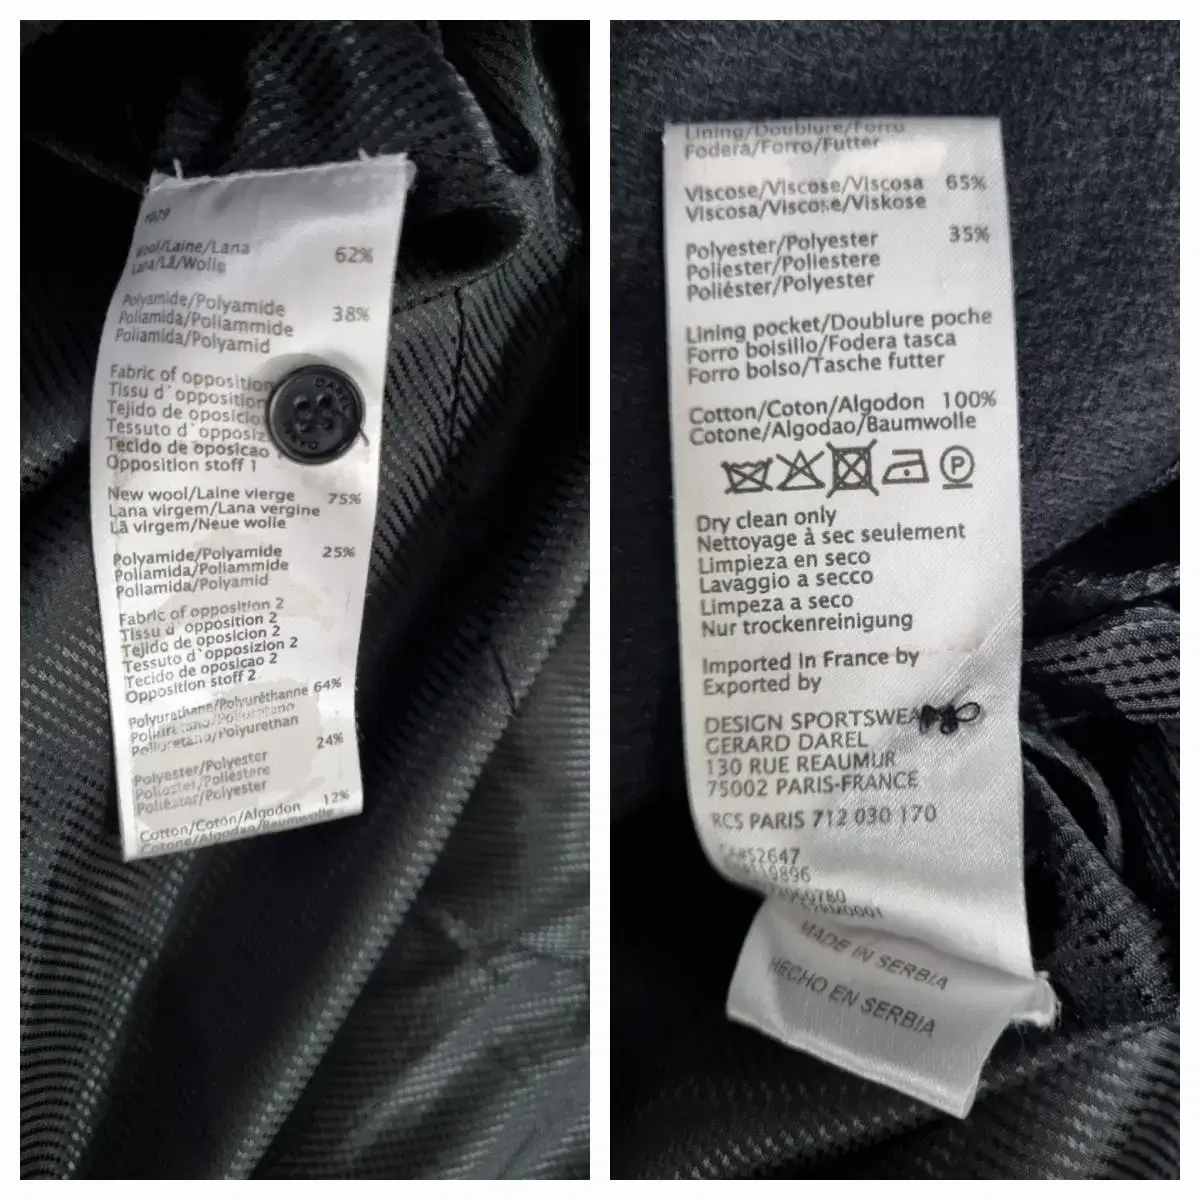 1029
Wool/Laine/Lana 62%
Lana/Lã/Wolle
Polyamide/Polyamide 38%
Poliamida/Poliammide
Poliamida/Polyamid
Fabric of opposition
Tissu d'opposition
Tejido de oposicio
Tessuto d'opposiz
Tecido de oposicao
Opposition stoff 1
New wool/Laine vierge 75%
Lana virgem/Lana vergine
Lã virgem/Neue wolle
Polyamide/Polyamide 25%
Poliamida/Poliammide
Poliamida/Polyamid
Fabric of opposition 2
Tissu d'opposition 2
Tejido de oposicion 2
Tessuto d'opposizion 2
Tecido de oposicao 2
Opposition stoff 2
Polyurathane/Polyuréthanne 64%
Poliuretano/Poliuretano
Poliuretano/Polyurethan
24%
Polyester/Polyester
Poliester/Poliéstere
Poliéster/Polyester
Cotton/Coton/Algodon 12%
Cotone/Algodao/Baumwolle
DAREL
Lining/Doublure/Forro
Fodera/Forro/Futter
Viscose/Viscose/Viscosa 65%
Viscosa/Viscose/Viskose
Polyester/Polyester 35%
Poliester/Poliestere
Poliéster/Polyester
Lining pocket/Doublure poche
Forro bolsillo/Fodera tasca
Forro bolso/Tasche futter
Cotton/Coton/Algodon 100%
Cotone/Algodao/Baumwolle
P
Dry clean only
Nettoyage à sec seulement
Limpieza en seco
Lavaggio a secco
Limpeza a seco
Nur trockenreinigung
Imported in France by
Exported by
DESIGN SPORTSWEA
GERARD DAREL
130 RUE REAUMUR
75002 PARIS-FRANCE
RCS PARIS 712 030 170
MADE IN SERBIA
HECHO EN SERBIA